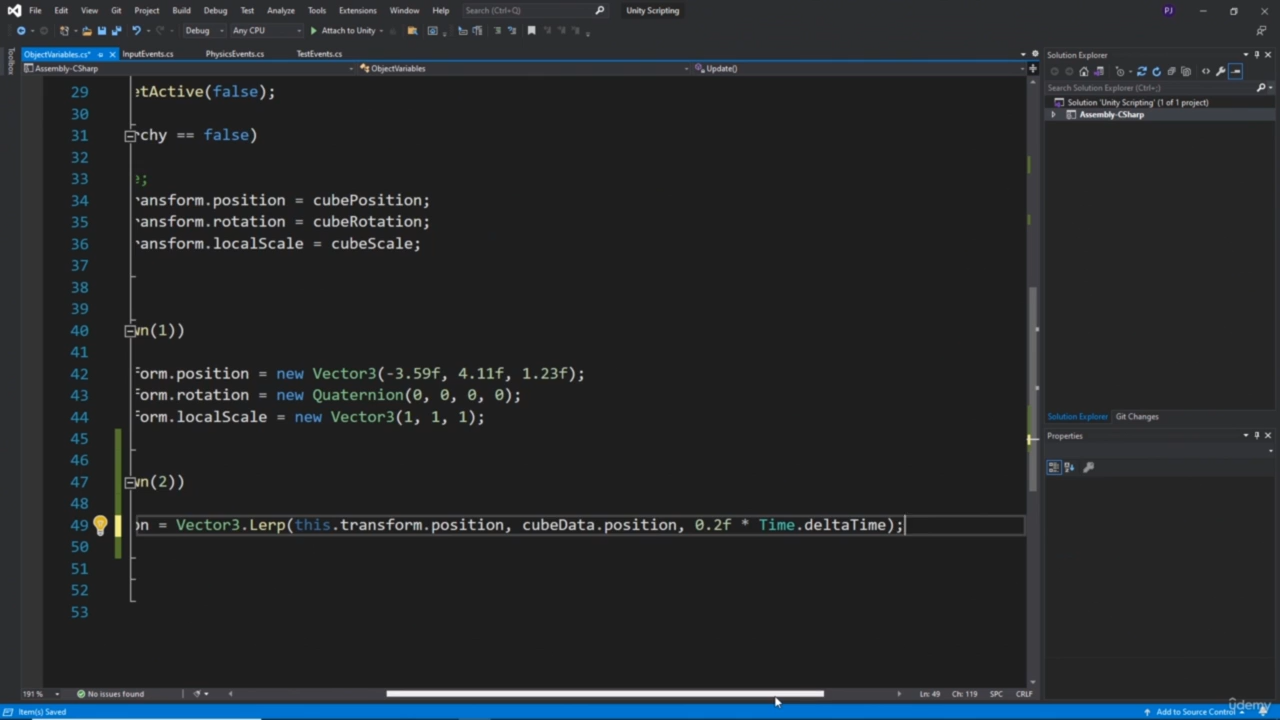 File Edit View Git Project Build Debug Test Analyze Tools Extensions Window Help Search (Ctrl+Q) Unity Scripting PJ
Debug Any CPU Attach to Unity
Toolbox
ObjectVariables.cs* InputEvents.cs PhysicsEvents.cs TestEvents.cs
Assembly-CSharp ObjectVariables Update()
29 etActive(false);
30
31 rchy == false)
32
33 e;
34 ransform.position = cubePosition;
35 ransform.rotation = cubeRotation;
36 ransform.localScale = cubeScale;
37
38
39
40 wn(1))
41
42 form.position = new Vector3(-3.59f, 4.11f, 1.23f);
43 form.rotation = new Quaternion(0, 0, 0, 0);
44 form.localScale = new Vector3(1, 1, 1);
45
46
47 wn(2))
48
49 on = Vector3.Lerp(this.transform.position, cubeData.position, 0.2f * Time.deltaTime);
50
51
52
53
191 % No issues found Ln: 49 Ch: 119 SPC CRLF
Item(s) Saved
Solution Explorer
Search Solution Explorer (Ctrl+;)
Solution 'Unity Scripting' (1 of 1 project)
Assembly-CSharp
Solution Explorer Git Changes
Properties
Add to Source Control
udemy